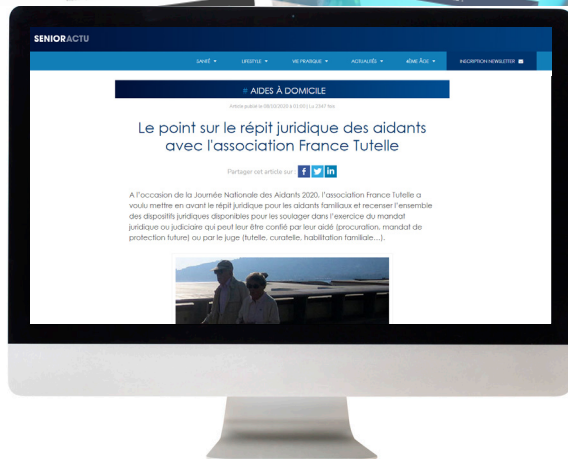 SENIORACTU
SANTÉ LIFESTYLE VIE PRATIQUE ACTUALITÉS 4ÈME ÂGE INSCRIPTION NEWSLETTER
# AIDES À DOMICILE
Article publié le
Le point sur le répit juridique des aidants
avec l'association France Tutelle
Partager cet article sur
A l'occasion de la Journée Nationale des Aidants 2020, l'association France Tutelle a
voulu mettre en avant le répit juridique pour les aidants familiaux et recenser l'ensemble
des dispositifs juridiques disponibles pour les soulager dans l'exercice du mandat
juridique ou judiciaire qui peut leur être confié par leur aidé (procuration, mandat de
protection future) ou par le juge (tutelle, curatelle, habilitation familiale…).